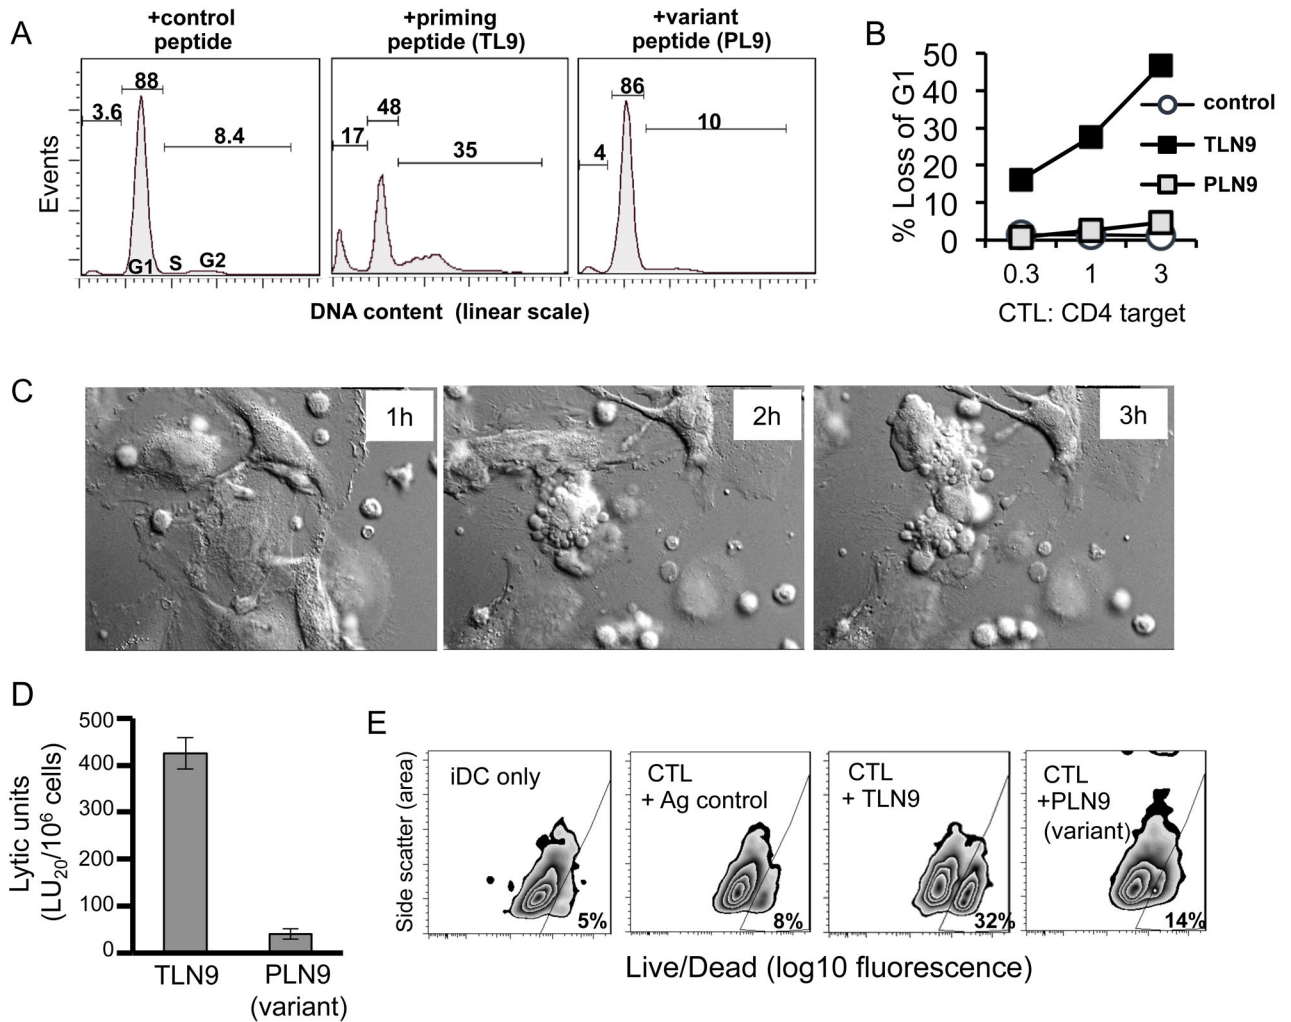 A
+control
peptide
+priming
peptide (TL9)
+variant
peptide (PL9)
Events
3.6
88
8.4
G1
S
G2
17
48
35
4
86
10
DNA content (linear scale)
B
% Loss of G1
50
40
30
20
10
0
0.3
1
3
CTL: CD4 target
control
TLN9
PLN9
C
1h
2h
3h
D
Lytic units
(LU20/10⁶ cells)
500
400
300
200
100
0
TLN9
PLN9
(variant)
E
Side scatter (area)
iDC only
5%
CTL
+ Ag control
8%
CTL
+ TLN9
32%
CTL
+PLN9
(variant)
14%
Live/Dead (log10 fluorescence)